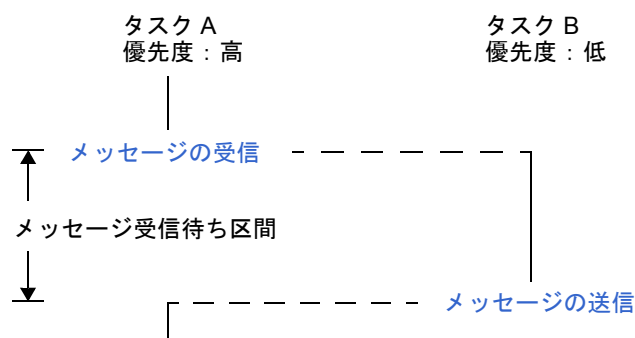 タスク A
優先度：高
タスク B
優先度：低
メッセージの受信
メッセージ受信待ち区間
メッセージの送信